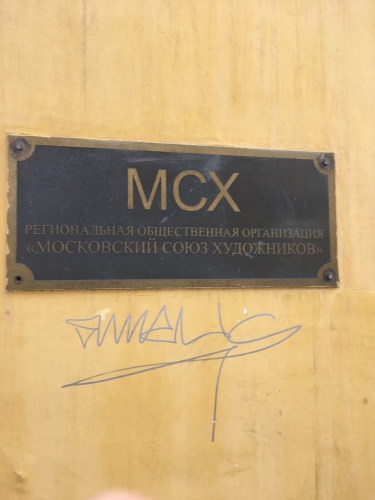 МСХ
РЕГИОНАЛЬНАЯ ОБЩЕСТВЕННАЯ ОРГАНИЗАЦИЯ
«МОСКОВСКИЙ СОЮЗ ХУДОЖНИКОВ»